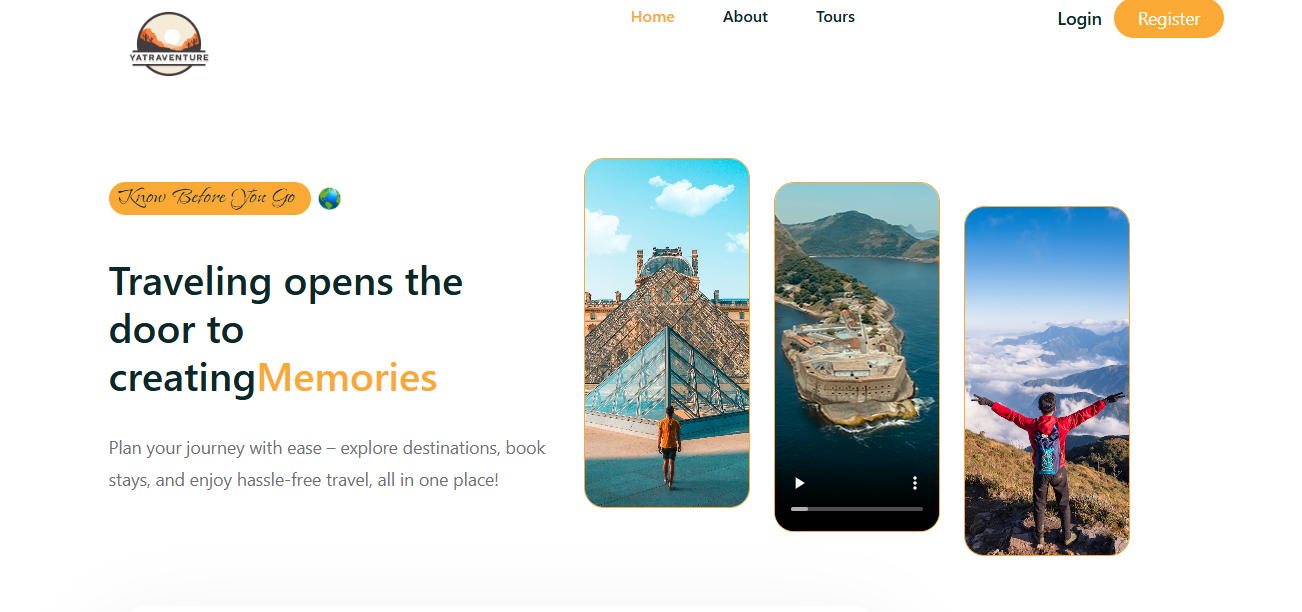 YATRAVENTURE
Home About Tours
Login Register
Know Before You Go
Traveling opens the
door to
creatingMemories
Plan your journey with ease – explore destinations, book
stays, and enjoy hassle-free travel, all in one place!